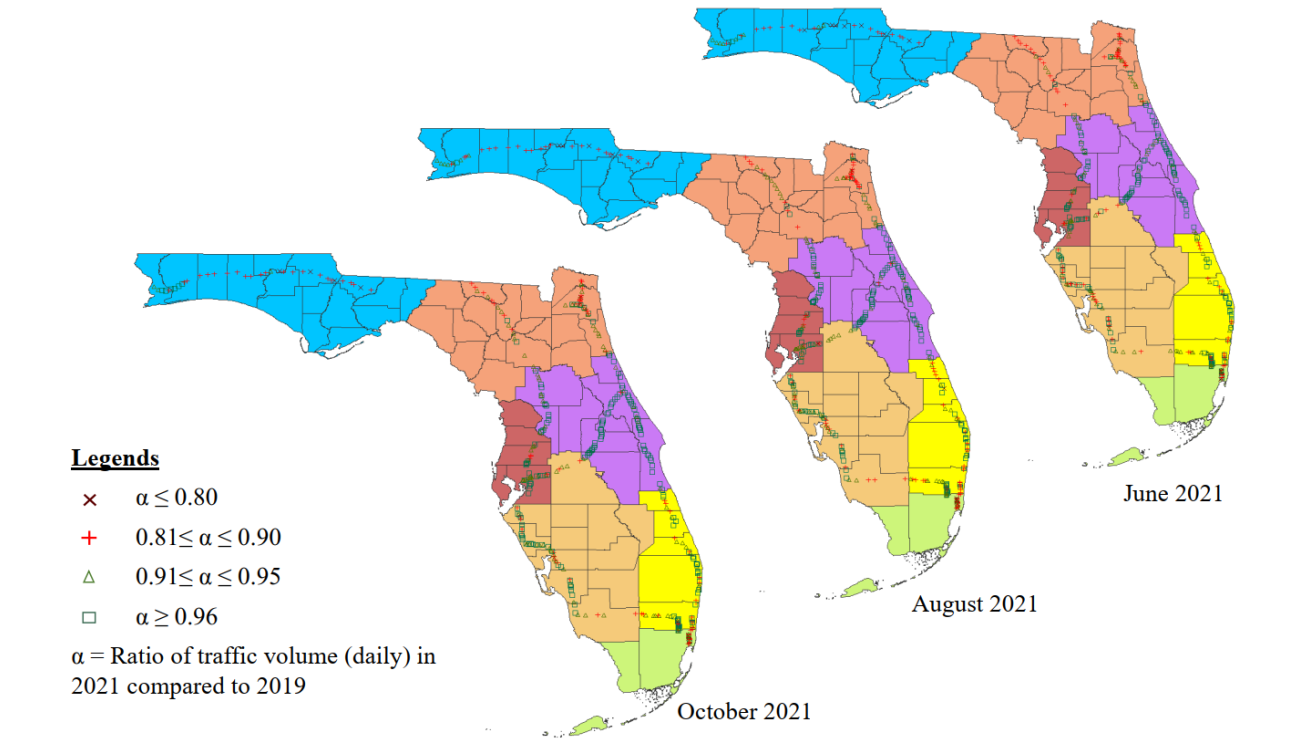 June 2021
August 2021
October 2021
Legends
α ≤ 0.80
0.81≤ α ≤ 0.90
0.91≤ α ≤ 0.95
α ≥ 0.96
α = Ratio of traffic volume (daily) in
2021 compared to 2019